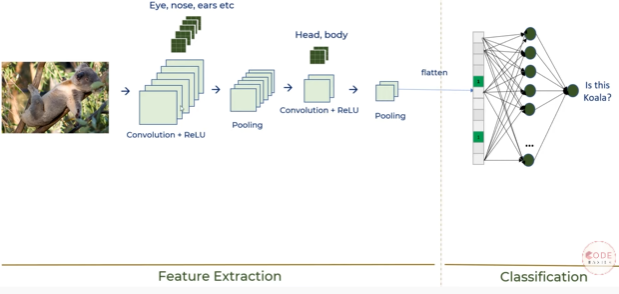 Eye, nose, ears etc
Head, body
flatten
Is this
Koala?
Convolution + ReLU
Pooling
Convolution + ReLU
Pooling
...
Feature Extraction
Classification
CODE
BASICS